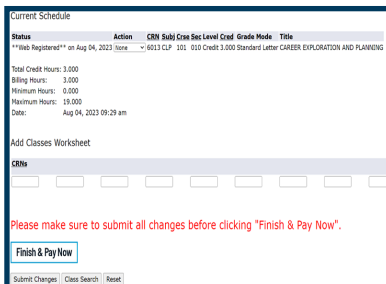 Current Schedule
Status Action CRN Subj Crse Sec Level Cred Grade Mode Title
**Web Registered** on Aug 04, 2023 None 6013 CLP 101 010 Credit 3.000 Standard Letter CAREER EXPLORATION AND PLANNING
Total Credit Hours: 3.000
Billing Hours: 3.000
Minimum Hours: 0.000
Maximum Hours: 19.000
Date: Aug 04, 2023 09:29 am
Add Classes Worksheet
CRNs
Please make sure to submit all changes before clicking "Finish & Pay Now".
Finish & Pay Now
Submit Changes Class Search Reset